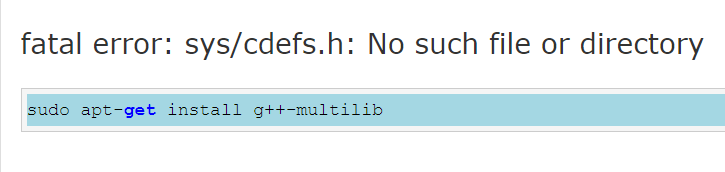 fatal error: sys/cdefs.h: No such file or directory
sudo apt-get install g++-multilib